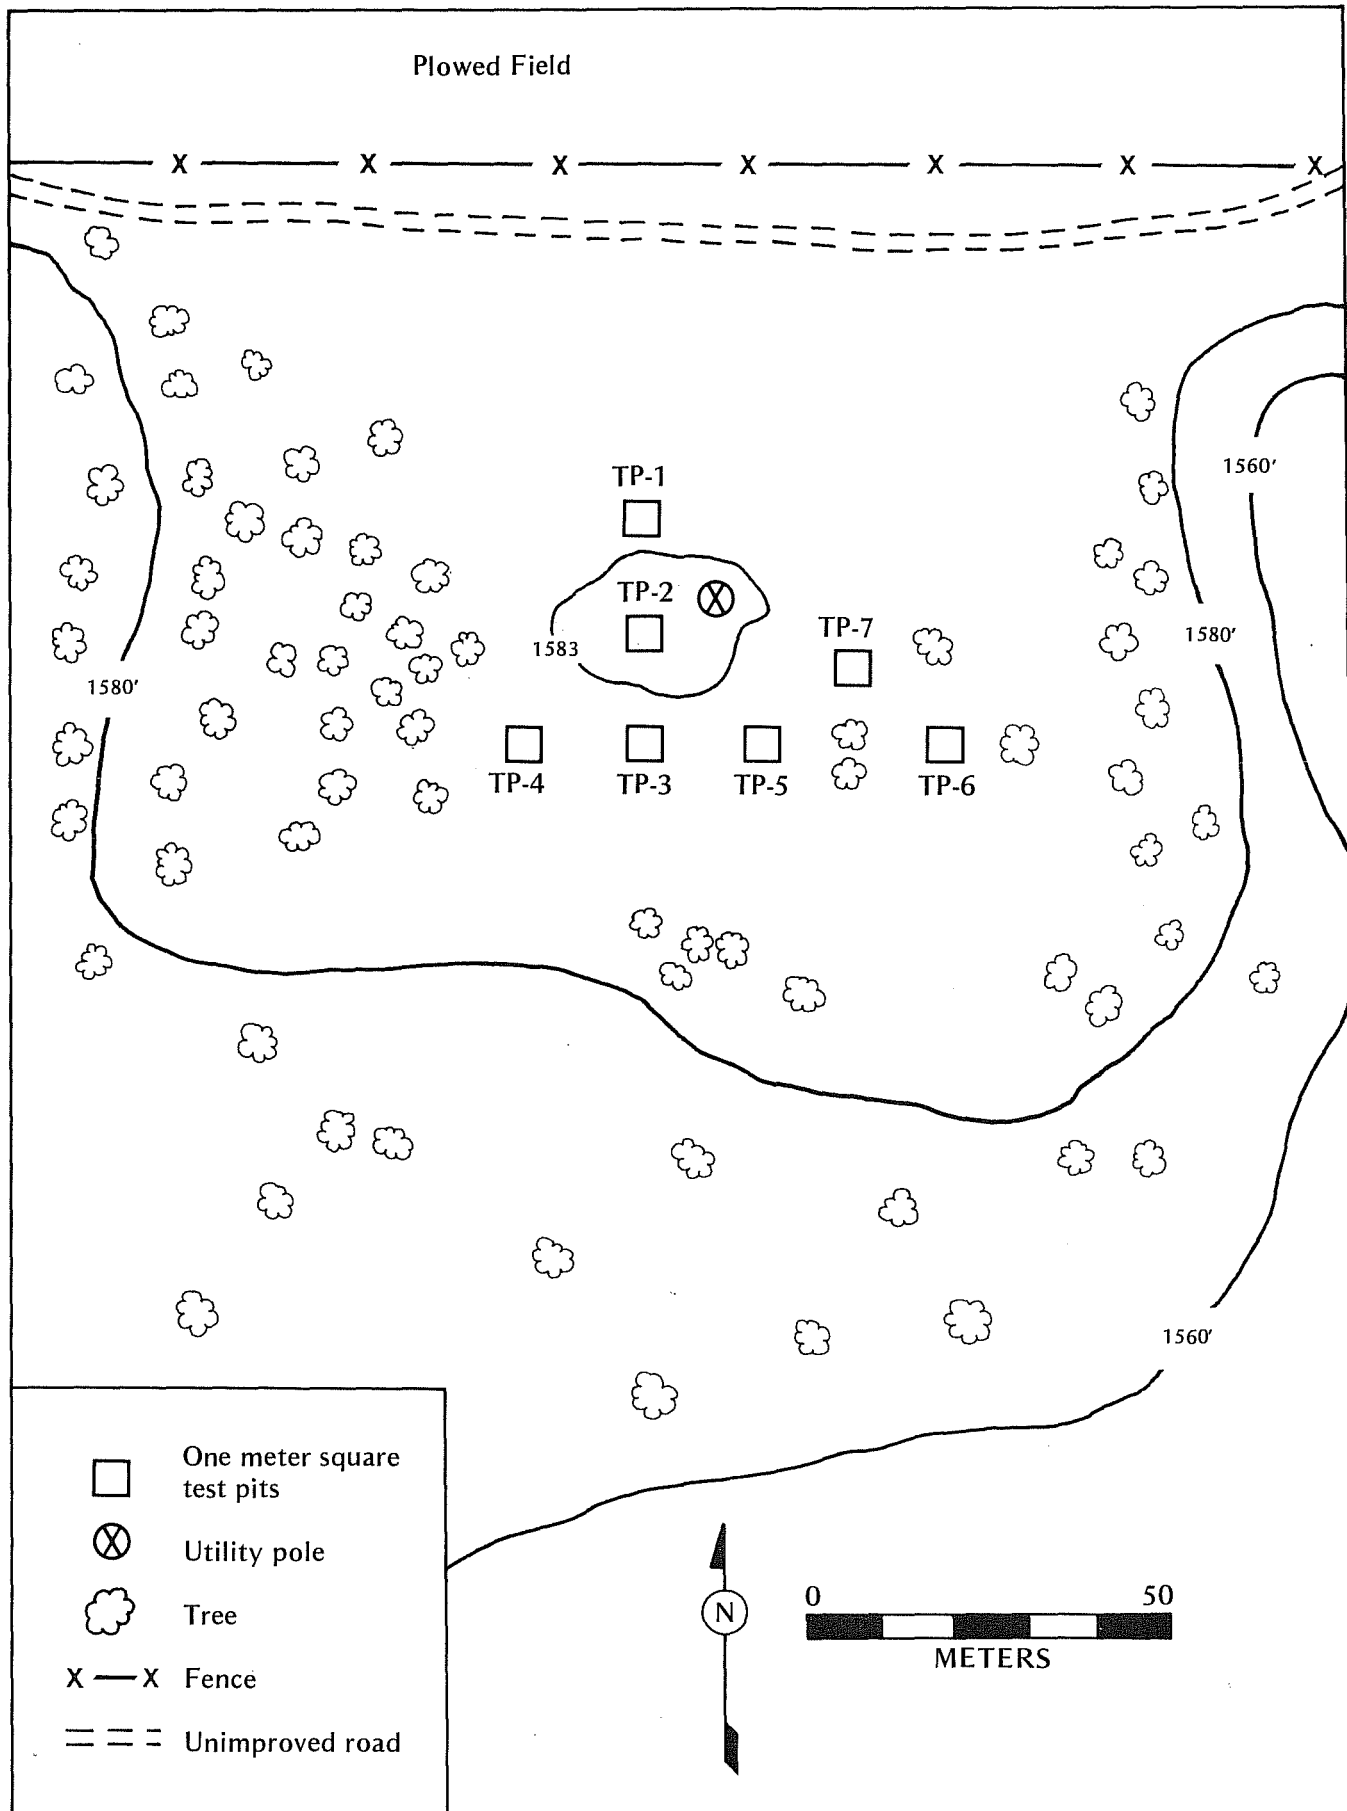 Plowed Field
X X X X X X X
1560'
TP-1
TP-2
1583
TP-7
1580'
1580'
TP-4
TP-3
TP-5
TP-6
1560'
One meter square
test pits
Utility pole
Tree
X X Fence
Unimproved road
N
0 50
METERS